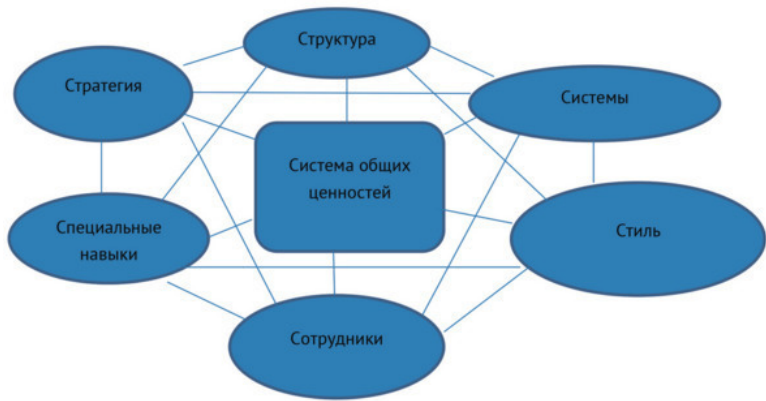 Структура
Стратегия
Системы
Система общих
ценностей
Специальные
навыки
Стиль
Сотрудники